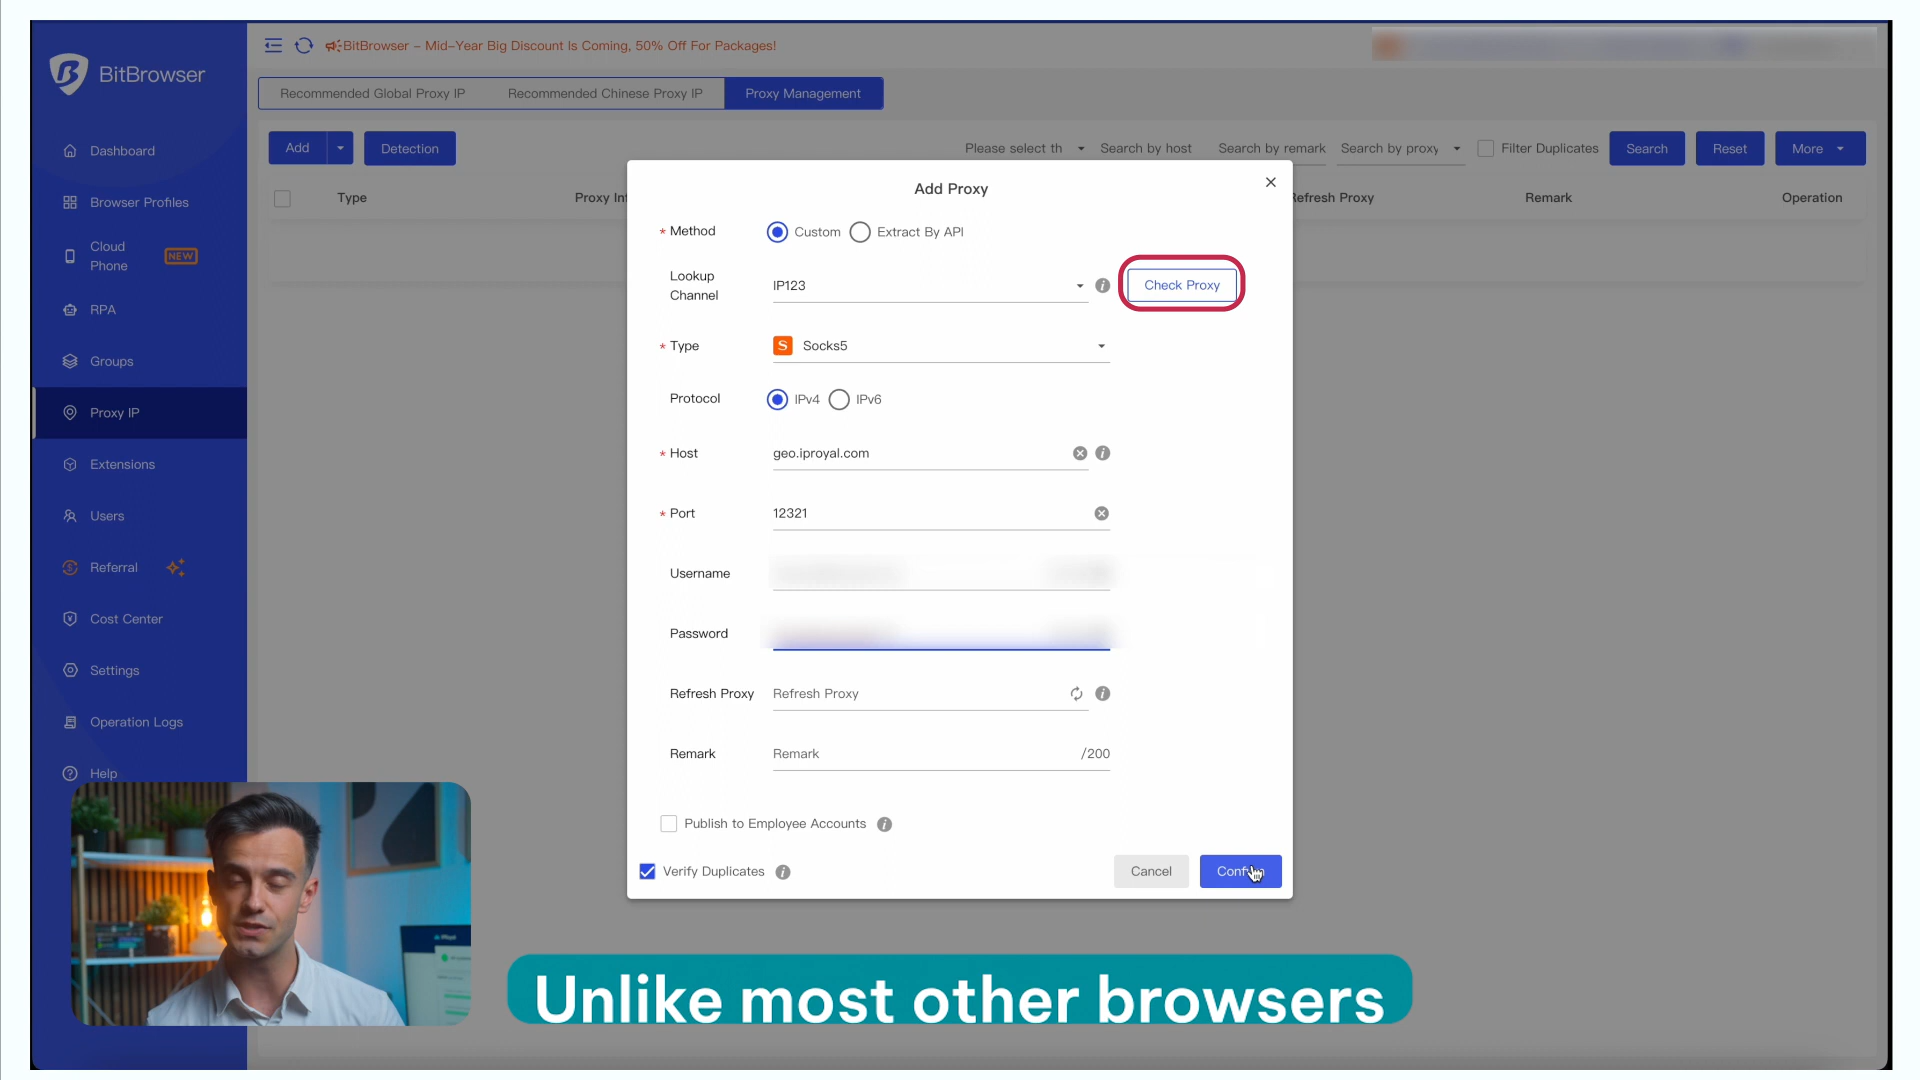 BitBrowser
BitBrowser - Mid-Year Big Discount Is Coming, 50% Off For Packages!
Recommended Global Proxy IP
Recommended Chinese Proxy IP
Proxy Management
Add
Detection
Please select th
Search by host
Search by remark
Search by proxy
Filter Duplicates
Search
Reset
More
Type
Proxy Inf
Refresh Proxy
Remark
Operation
Dashboard
Browser Profiles
Cloud
Phone
NEW
RPA
Groups
Proxy IP
Extensions
Users
Referral
Cost Center
Settings
Operation Logs
Help
Add Proxy
* Method
Custom
Extract By API
Lookup
Channel
IP123
Check Proxy
* Type
S Socks5
Protocol
IPv4
IPv6
* Host
geo.iproyal.com
* Port
12321
Username
Password
Refresh Proxy
Refresh Proxy
Remark
Remark
/200
Publish to Employee Accounts
Verify Duplicates
Cancel
Unlike most other browsers